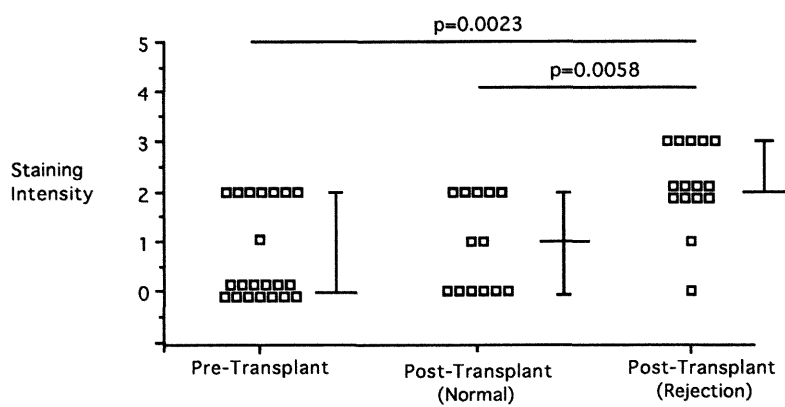 p=0.0023
p=0.0058
5
4
3
2
1
0
Staining
Intensity
Pre-Transplant
Post-Transplant
(Normal)
Post-Transplant
(Rejection)